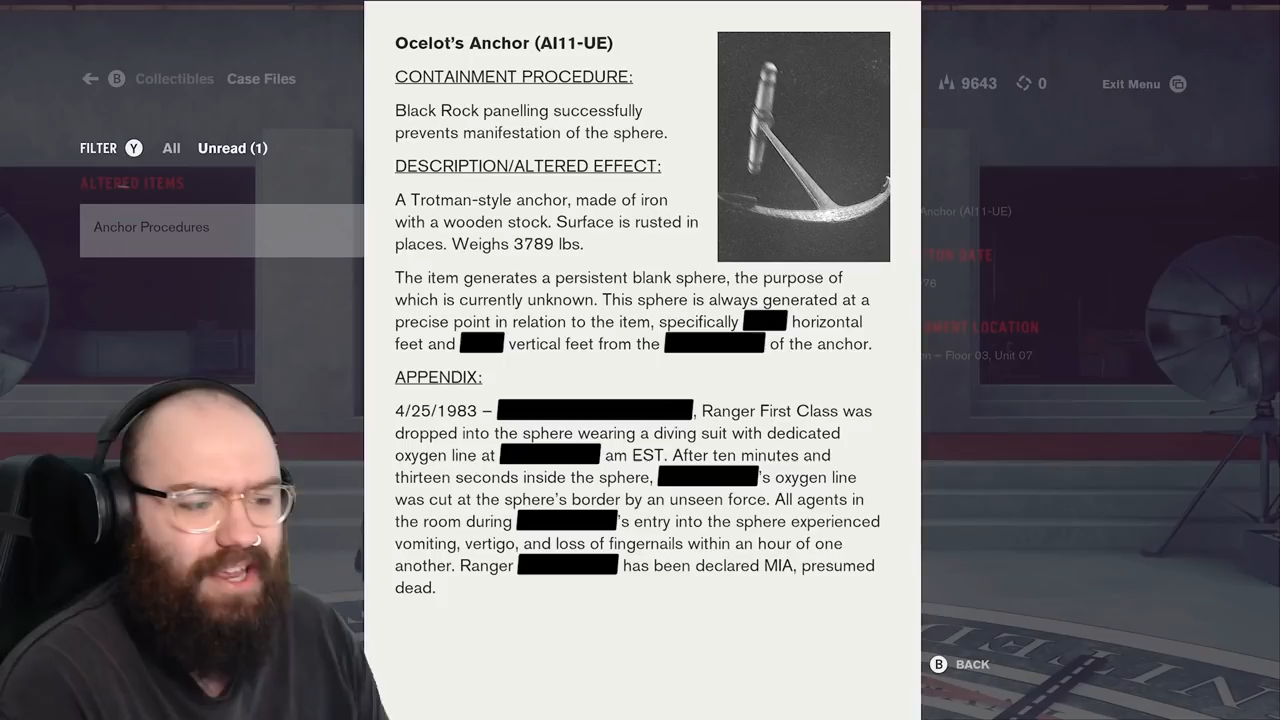 Ocelot's Anchor (AI11-UE)
CONTAINMENT PROCEDURE:
Black Rock panelling successfully
prevents manifestation of the sphere.
DESCRIPTION/ALTERED EFFECT:
A Trotman-style anchor, made of iron
with a wooden stock. Surface is rusted in
places. Weighs 3789 lbs.
The item generates a persistent blank sphere, the purpose of
which is currently unknown. This sphere is always generated at a
precise point in relation to the item, specifically horizontal
feet and vertical feet from the of the anchor.
APPENDIX:
4/25/1983 – , Ranger First Class was
dropped into the sphere wearing a diving suit with dedicated
oxygen line at am EST. After ten minutes and
thirteen seconds inside the sphere, 's oxygen line
was cut at the sphere's border by an unseen force. All agents in
the room during 's entry into the sphere experienced
vomiting, vertigo, and loss of fingernails within an hour of one
another. Ranger has been declared MIA, presumed
dead.
B Collectibles Case Files
FILTER Y All Unread (1)
ALTERED ITEMS
Anchor Procedures
9643 0 Exit Menu
Anchor (AI11-UE)
DATE
76
LOCATION
– Floor 03, Unit 07
B BACK